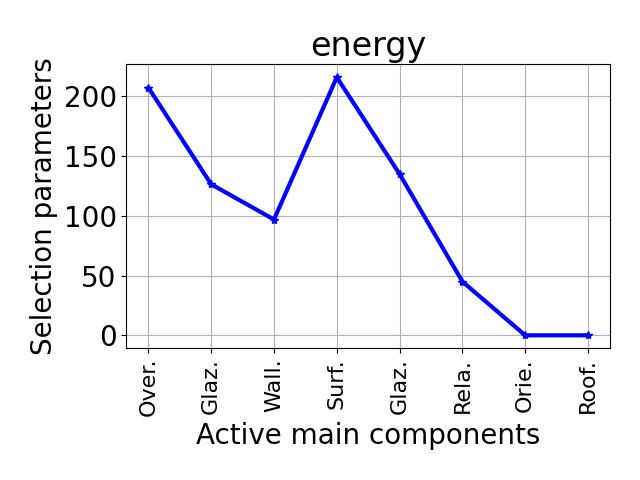 energy
Selection parameters
200
150
100
50
0
Over.
Glaz.
Wall.
Surf.
Glaz.
Rela.
Orie.
Roof.
Active main components